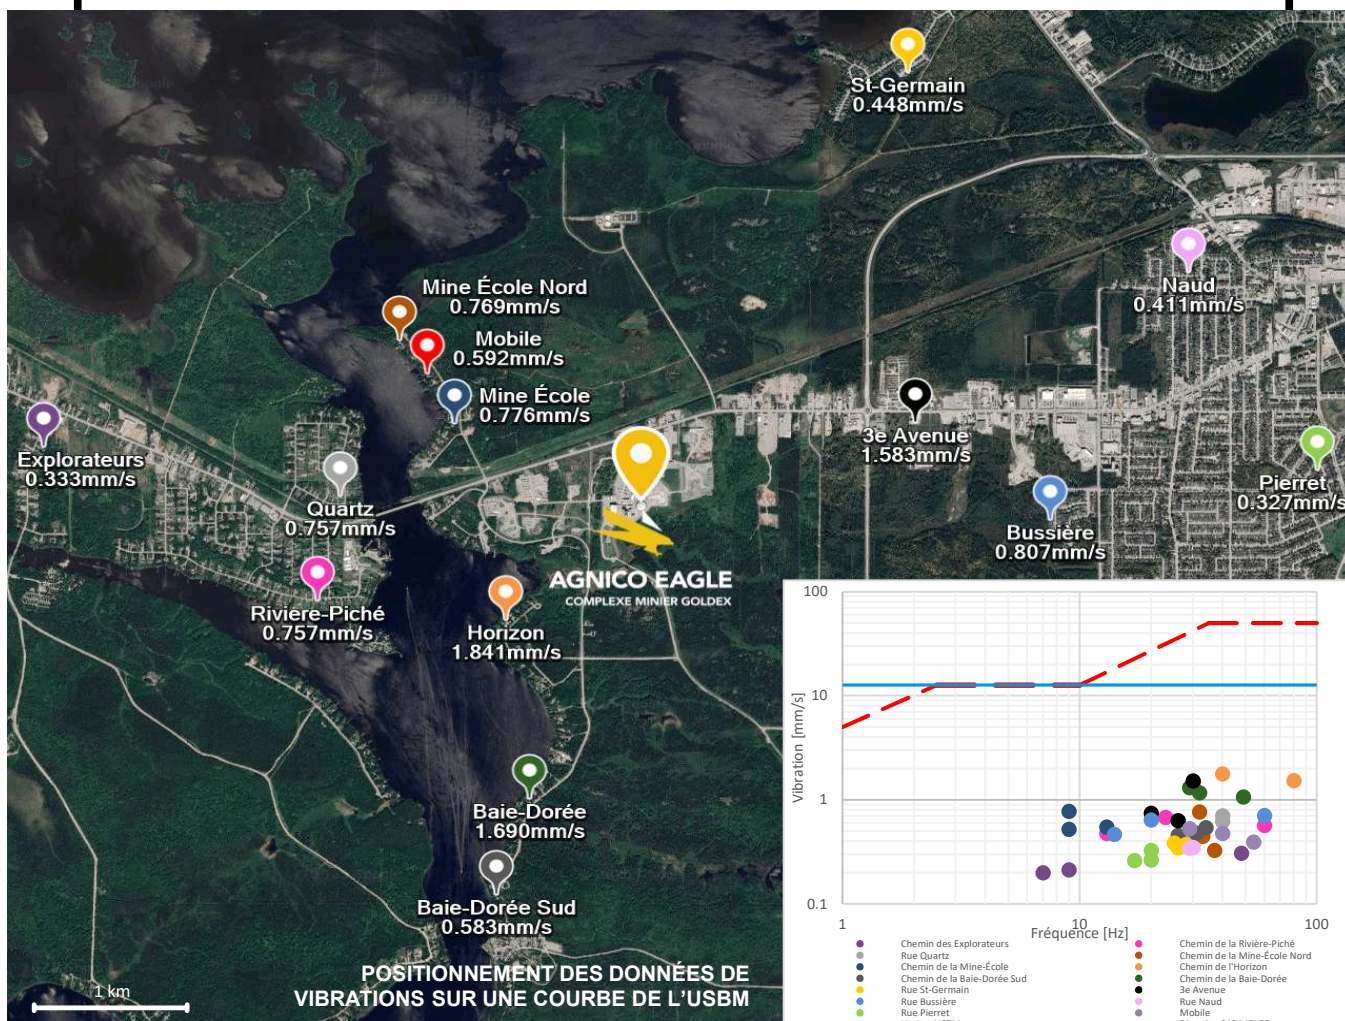 St-Germain
0.448mm/s
Naud
0.411mm/s
Mine École Nord
0.769mm/s
Mobile
0.592mm/s
Mine École
0.776mm/s
3e Avenue
1.583mm/s
Explorateurs
0.333mm/s
Quartz
0.757mm/s
Pierret
0.327mm/s
Bussière
0.807mm/s
AGNICO EAGLE
COMPLEXE MINIER GOLDEX
Riviere-Piché
0.757mm/s
Horizon
1.841mm/s
Baie-Dorée
1.690mm/s
Baie-Dorée Sud
0.583mm/s
POSITIONNEMENT DES DONNÉES DE
VIBRATIONS SUR UNE COURBE DE L'USBM
1 km
100
10
1
0.1
Vibration [mm/s]
1
10
100
Fréquence [Hz]
Chemin des Explorateurs
Chemin de la Rivière-Piché
Rue Quartz
Chemin de la Mine-École Nord
Chemin de la Mine-École
Chemin de l'Horizon
Chemin de la Baie-Dorée Sud
Chemin de la Baie-Dorée
Rue St-Germain
3e Avenue
Rue Bussière
Rue Naud
Rue Pierret
Mobile